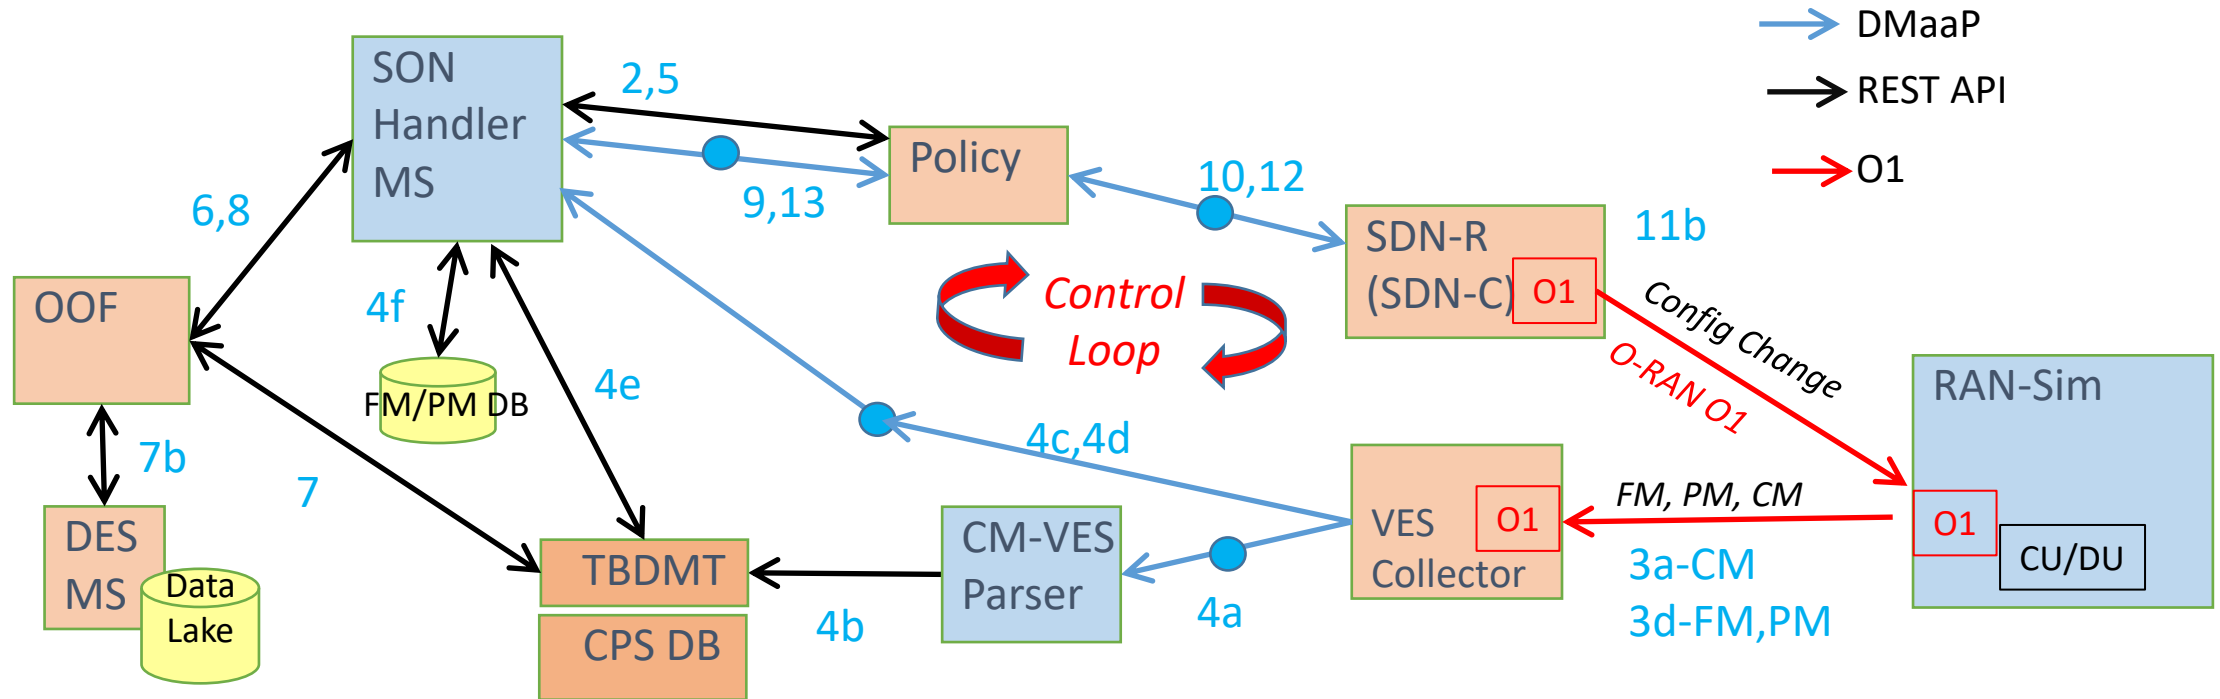 DMaaP
REST API
O1
SON
Handler
MS
2,5
9,13
Policy
10,12
SDN-R
(SDN-C)
O1
11b
Config Change
O-RAN O1
6,8
OOF
4f
FM/PM DB
4e
Control
Loop
4c,4d
RAN-Sim
O1
CU/DU
FM, PM, CM
3a-CM
3d-FM,PM
VES
Collector
O1
7b
7
DES
MS
Data
Lake
TBDMT
CPS DB
4b
CM-VES
Parser
4a